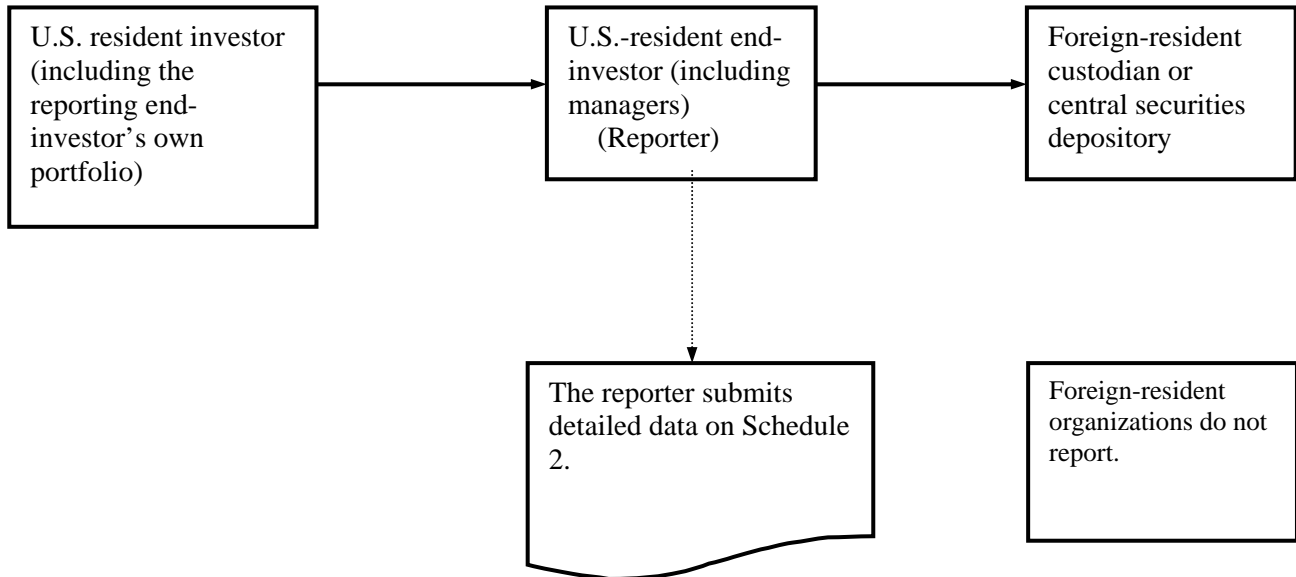 U.S. resident investor
(including the
reporting end-
investor’s own
portfolio)
U.S.-resident end-
investor (including
managers)
(Reporter)
Foreign-resident
custodian or
central securities
depository
The reporter submits
detailed data on Schedule
2.
Foreign-resident
organizations do not
report.